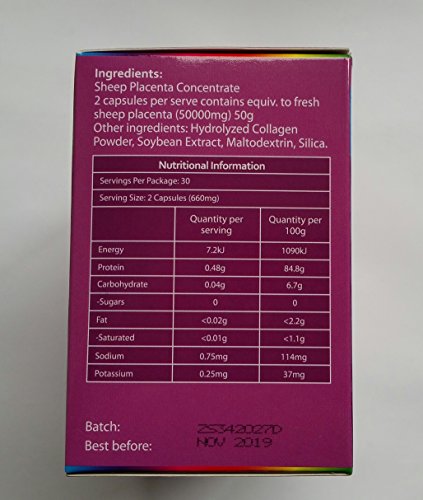 Ingredients:
Sheep Placenta Concentrate
2 capsules per serve contains equiv. to fresh
sheep placenta (50000mg) 50g
Other ingredients: Hydrolyzed Collagen
Powder, Soybean Extract, Maltodextrin, Silica.
Nutritional Information
Servings Per Package: 30
Serving Size: 2 Capsules (660mg)
Quantity per serving Quantity per 100g
Energy 7.2kJ 1090kJ
Protein 0.48g 84.8g
Carbohydrate 0.04g 6.7g
-Sugars 0 0
Fat <0.02g <2.2g
-Saturated <0.01g <1.1g
Sodium 0.75mg 114mg
Potassium 0.25mg 37mg
Batch: ZS342027D
Best before: NOV 2019